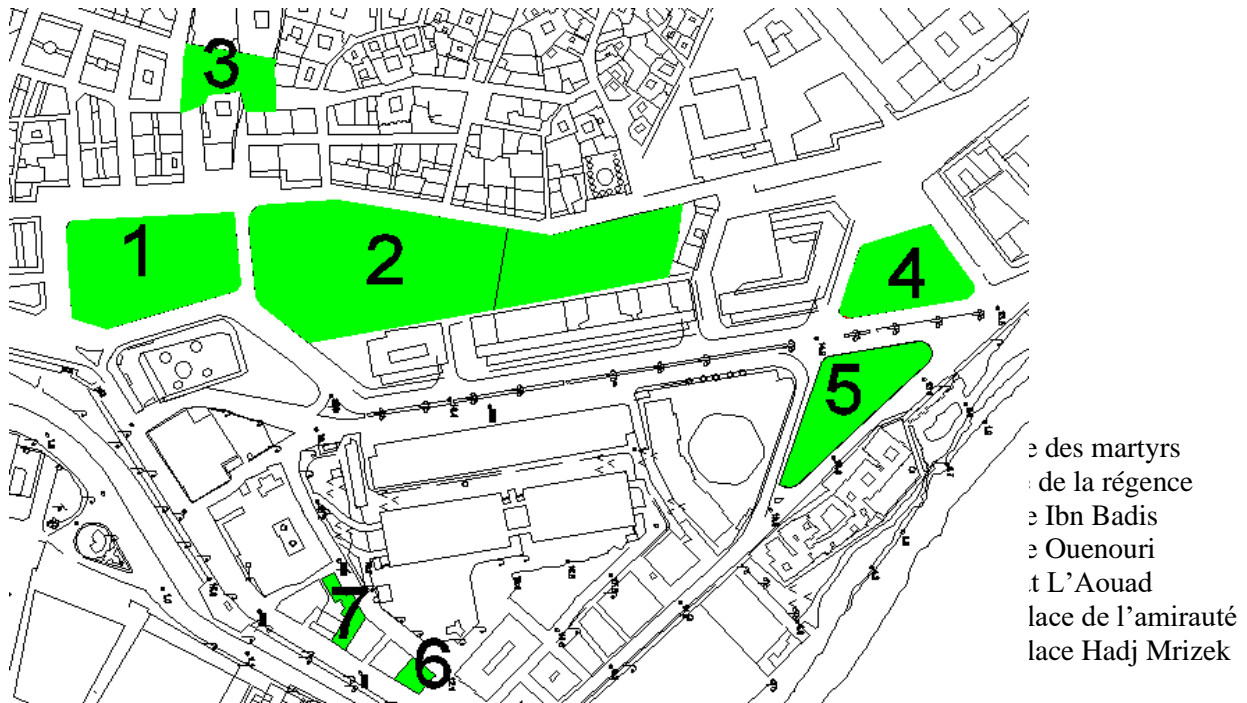 3
1
2
4
5
e des martyrs
de la régence
e Ibn Badis
e Ouenouri
t L'Aouad
lace de l'amirauté
7
lace Hadj Mrizek
6